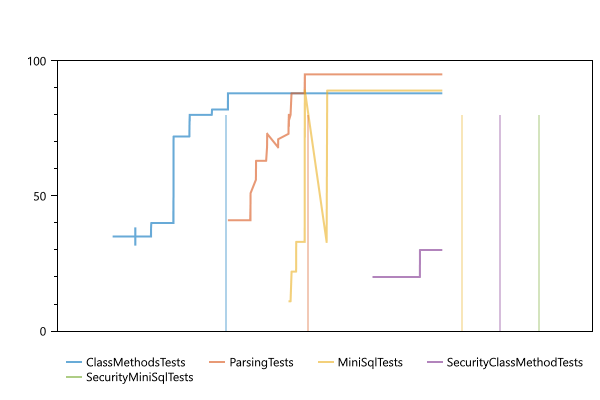 100
50
0
ClassMethodsTests ParsingTests MiniSqlTests SecurityClassMethodTests
SecurityMiniSqlTests